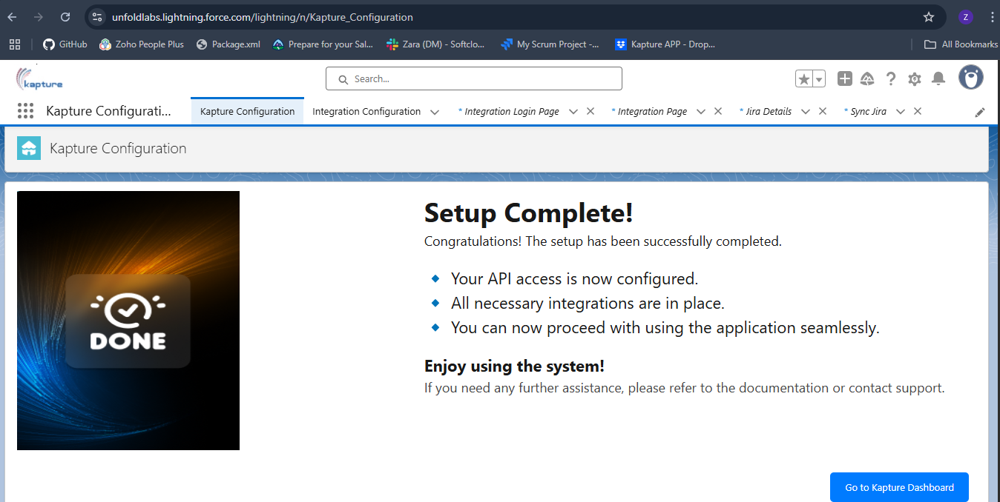 unfoldlabs.lightning.force.com/lightning/n/Kapture_Configuration
Z
GitHub
Zoho People Plus
Package.xml
Prepare for your Sal...
Zara (DM) - Softclo...
My Scrum Project -...
Kapture APP - Drop...
All Bookmarks
kapture
Search...
Kapture Configurati...
Kapture Configuration
Integration Configuration
* Integration Login Page
* Integration Page
* Jira Details
* Sync Jira
Kapture Configuration
DONE
Setup Complete!
Congratulations! The setup has been successfully completed.
Your API access is now configured.
All necessary integrations are in place.
You can now proceed with using the application seamlessly.
Enjoy using the system!
If you need any further assistance, please refer to the documentation or contact support.
Go to Kapture Dashboard